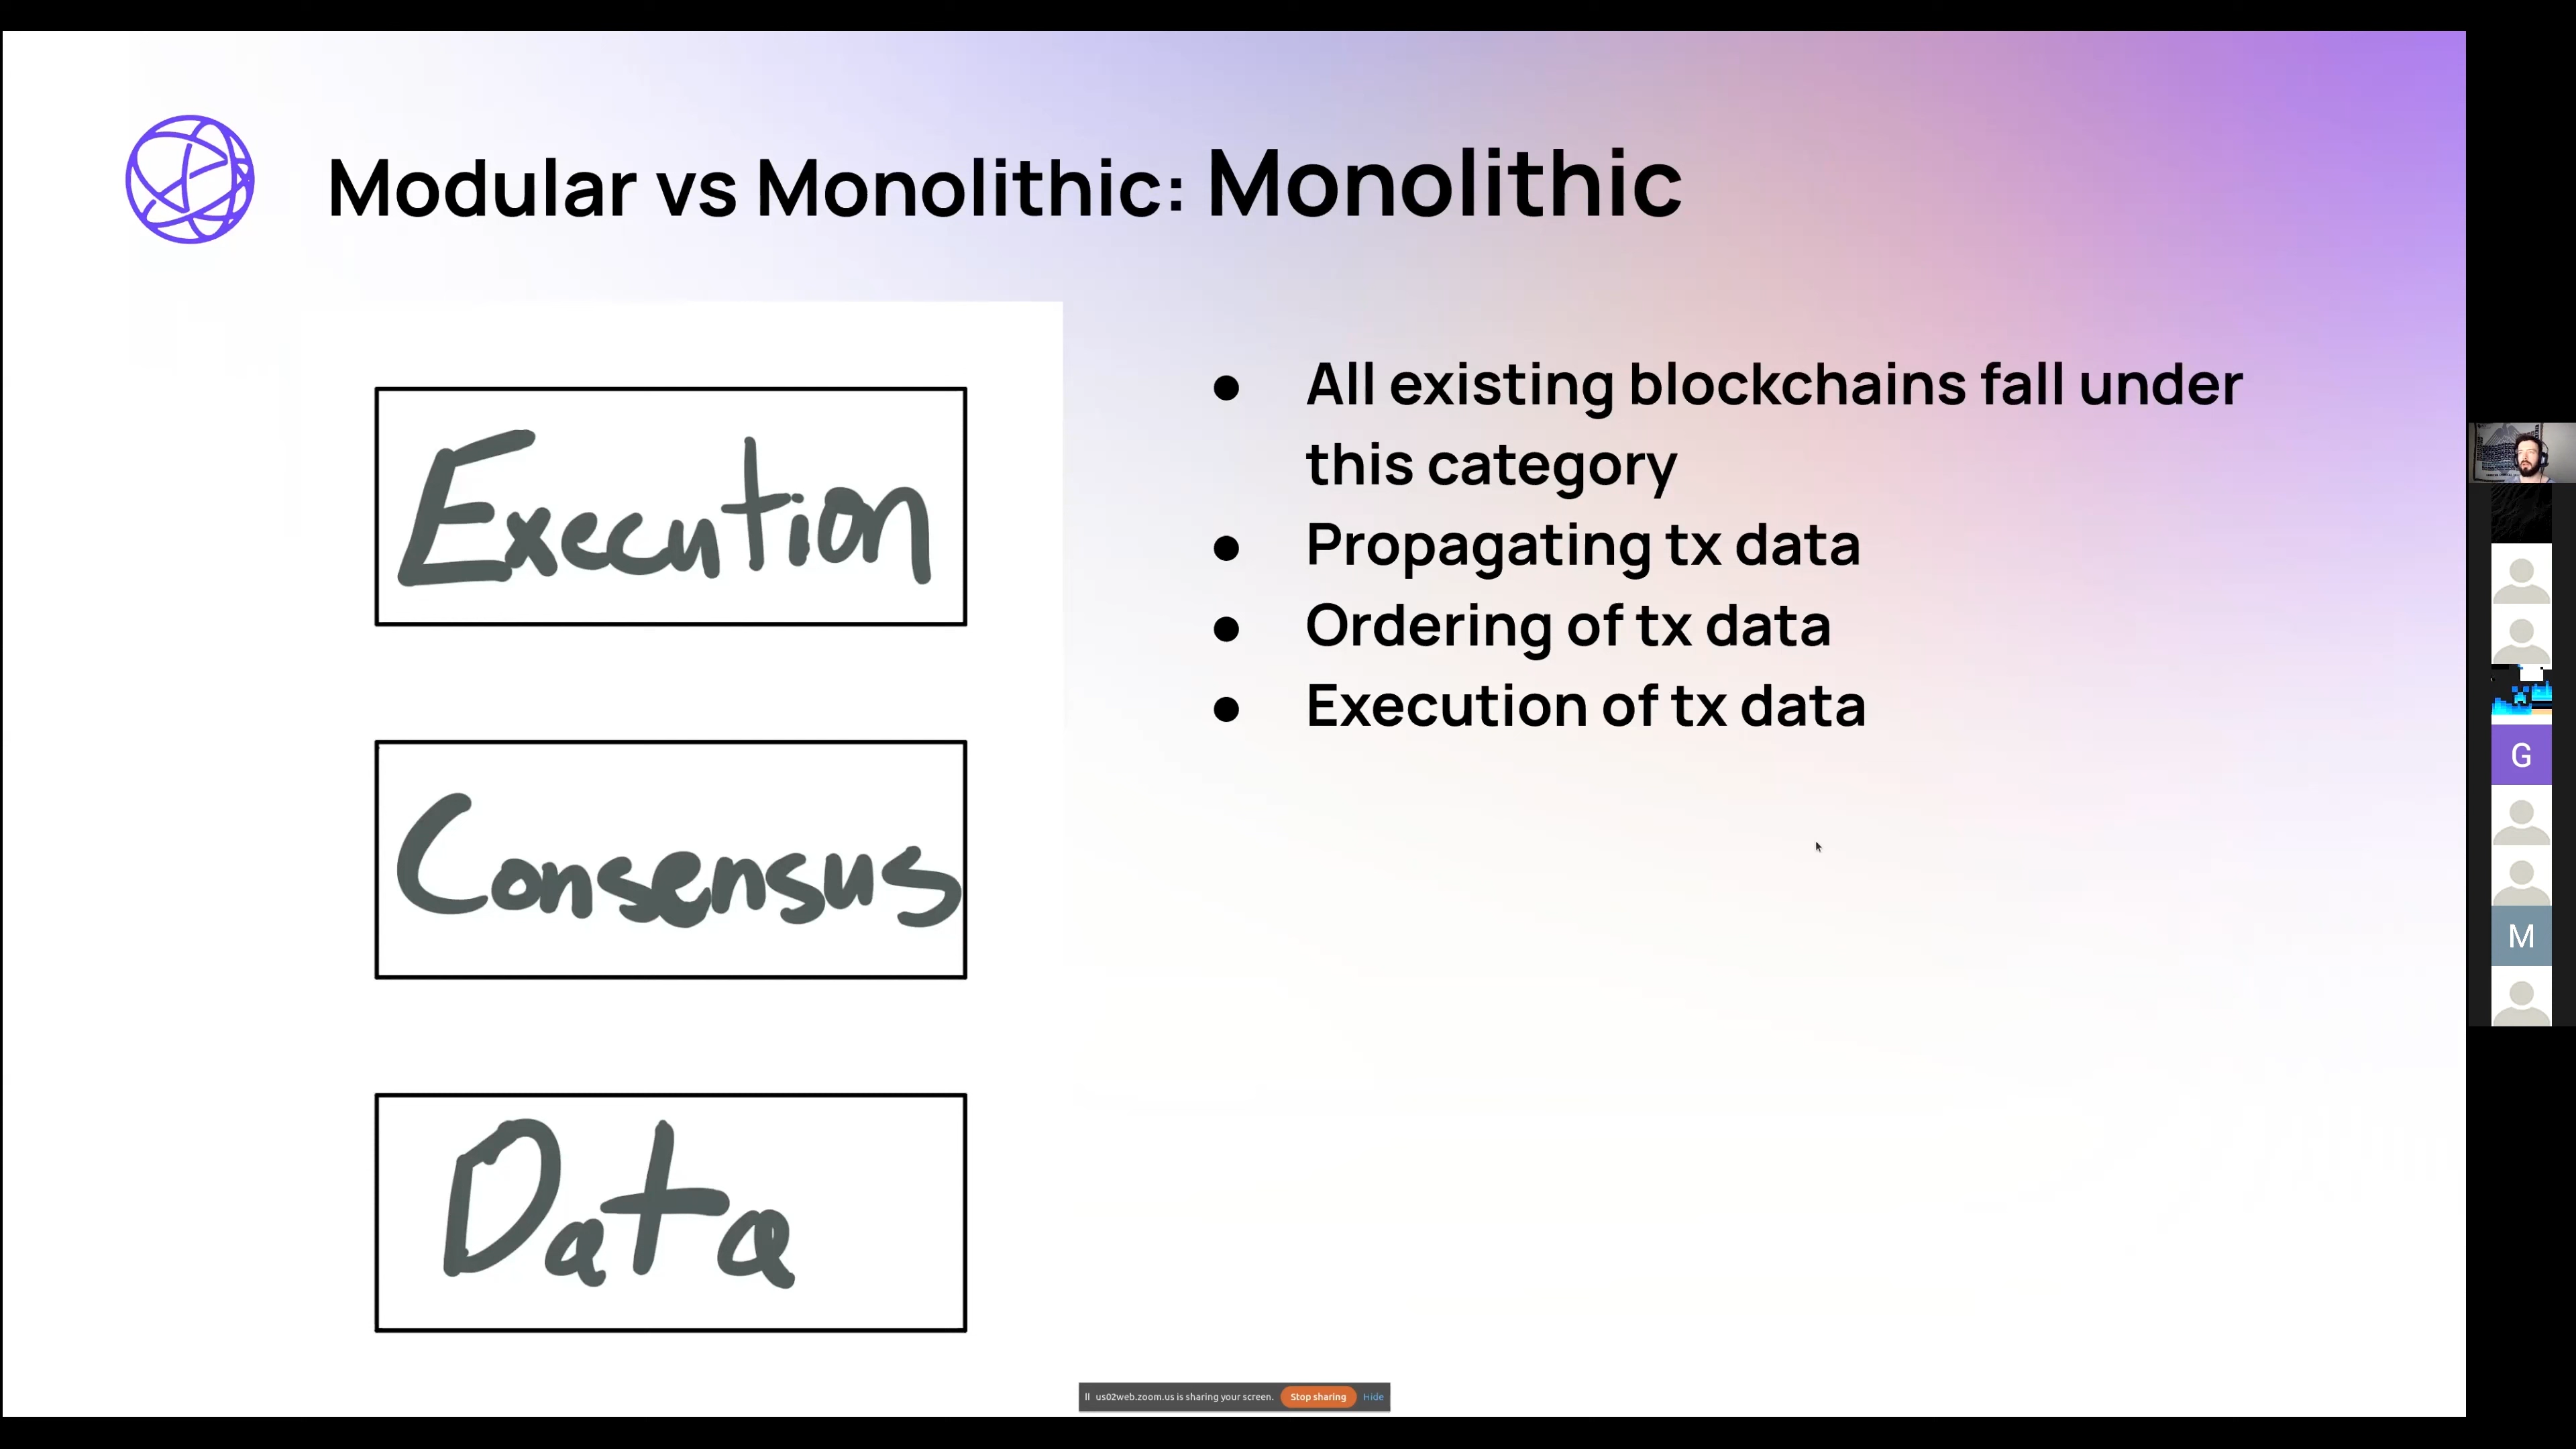 Modular vs Monolithic: Monolithic
Execution
Consensus
Data
● All existing blockchains fall under
this category
● Propagating tx data
● Ordering of tx data
● Execution of tx data
G
M
us02web.zoom.us is sharing your screen. Stop sharing Hide